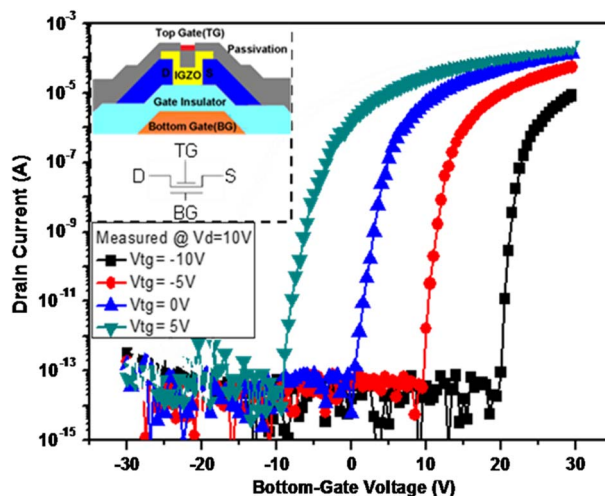 Top Gate(TG)
Passivation
D IGZO S
Gate Insulator
Bottom Gate(BG)
TG
D S
BG
Measured @ Vd=10V
Vtg= -10V
Vtg= -5V
Vtg= 0V
Vtg= 5V
Drain Current (A)
10⁻³
10⁻⁵
10⁻⁷
10⁻⁹
10⁻¹¹
10⁻¹³
10⁻¹⁵
-30 -20 -10 0 10 20 30
Bottom-Gate Voltage (V)